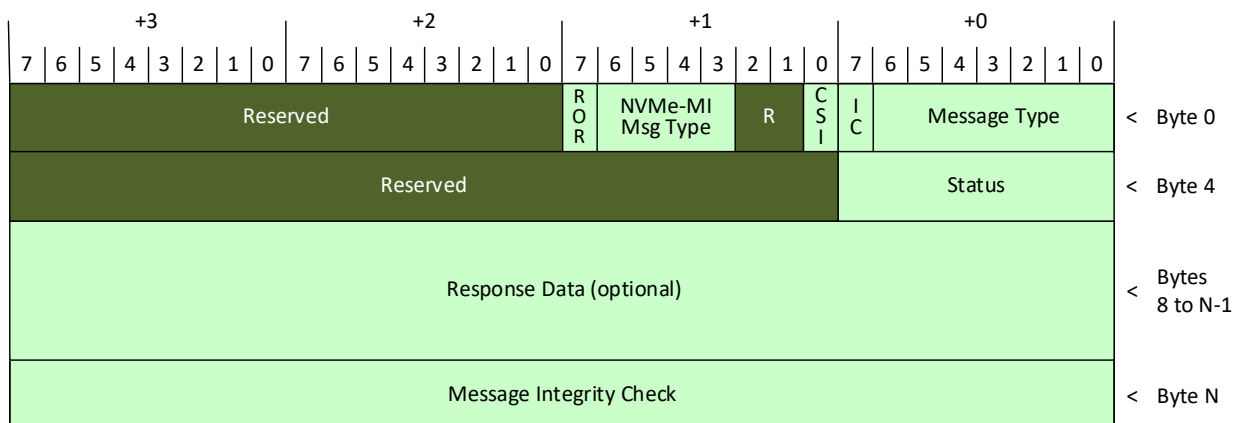 +3 +2 +1 +0
7 6 5 4 3 2 1 0 7 6 5 4 3 2 1 0 7 6 5 4 3 2 1 0 7 6 5 4 3 2 1 0
Reserved ROR NVMe-MI Msg Type R CSI IC Message Type < Byte 0
Reserved Status < Byte 4
Response Data (optional) < Bytes 8 to N-1
Message Integrity Check < Byte N